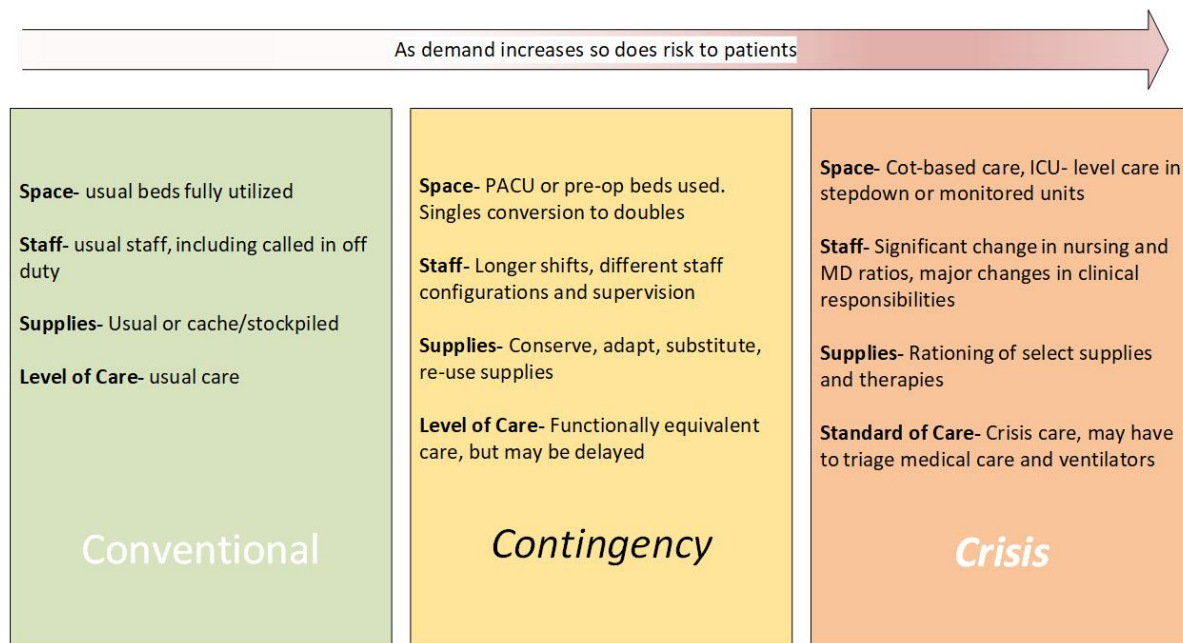 As demand increases so does risk to patients
Space- usual beds fully utilized
Staff- usual staff, including called in off
duty
Supplies- Usual or cache/stockpiled
Level of Care- usual care
Conventional
Space- PACU or pre-op beds used.
Singles conversion to doubles
Staff- Longer shifts, different staff
configurations and supervision
Supplies- Conserve, adapt, substitute,
re-use supplies
Level of Care- Functionally equivalent
care, but may be delayed
Contingency
Space- Cot-based care, ICU- level care in
stepdown or monitored units
Staff- Significant change in nursing and
MD ratios, major changes in clinical
responsibilities
Supplies- Rationing of select supplies
and therapies
Standard of Care- Crisis care, may have
to triage medical care and ventilators
Crisis